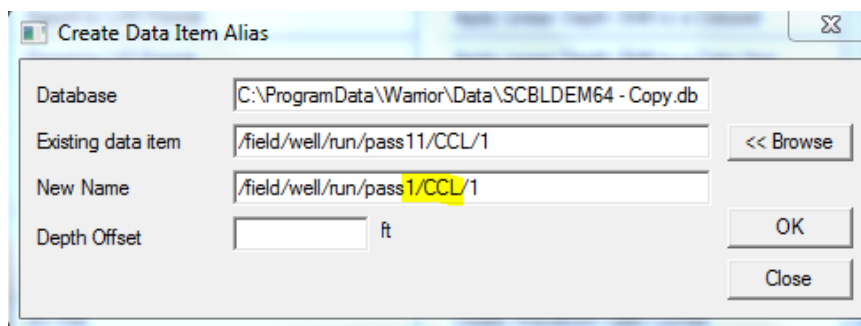 Create Data Item Alias
Database C:\ProgramData\Warrior\Data\SCBLDEM64 - Copy.db
Existing data item /field/well/run/pass11/CCL/1 << Browse
New Name /field/well/run/pass1/CCL/1
Depth Offset ft OK
Close